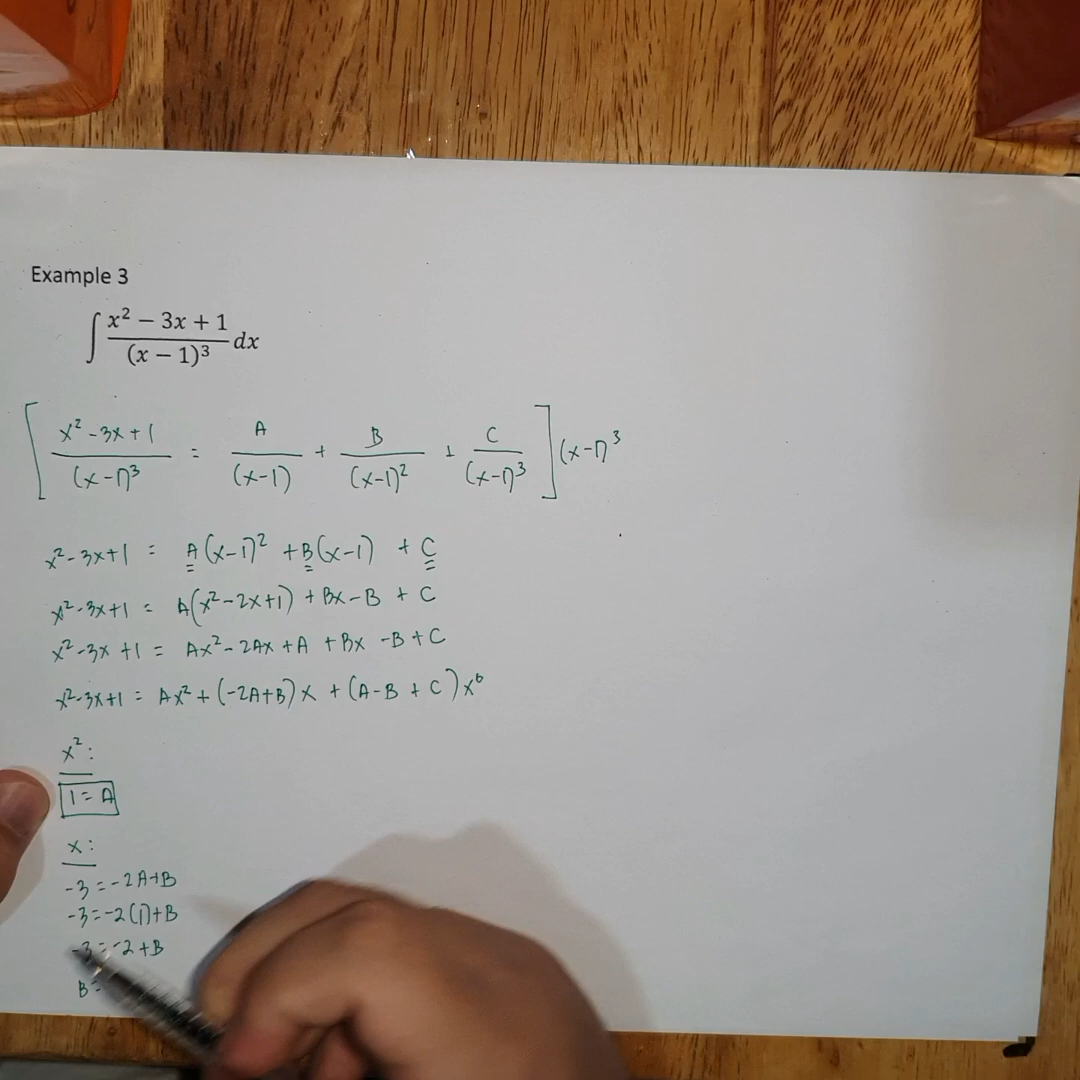 Example 3
∫ x² − 3x + 1 / (x − 1)³ dx
[ x² - 3x + 1 / (x-1)³ = A / (x-1) + B / (x-1)² + C / (x-1)³ ] (x-1)³
x² - 3x + 1 = A(x-1)² + B(x-1) + C
x² - 3x + 1 = A(x² - 2x + 1) + Bx - B + C
x² - 3x + 1 = Ax² - 2Ax + A + Bx - B + C
x² - 3x + 1 = Ax² + (-2A+B)x + (A - B + C)x⁰
x² :
1 = A
x :
-3 = -2A + B
-3 = -2(1) + B
-3 = -2 + B
B =